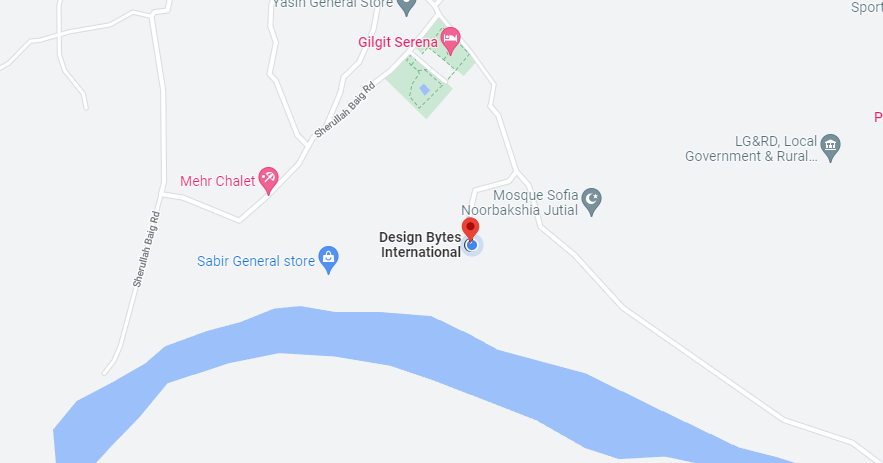 Yasin General Store
Sport
Gilgit Serena
Sherullah Baig Rd
P
LG&RD, Local
Government & Rural...
Mehr Chalet
Mosque Sofia
Noorbakshia Jutial
Sherullah Baig Rd
Design Bytes
International
Sabir General store